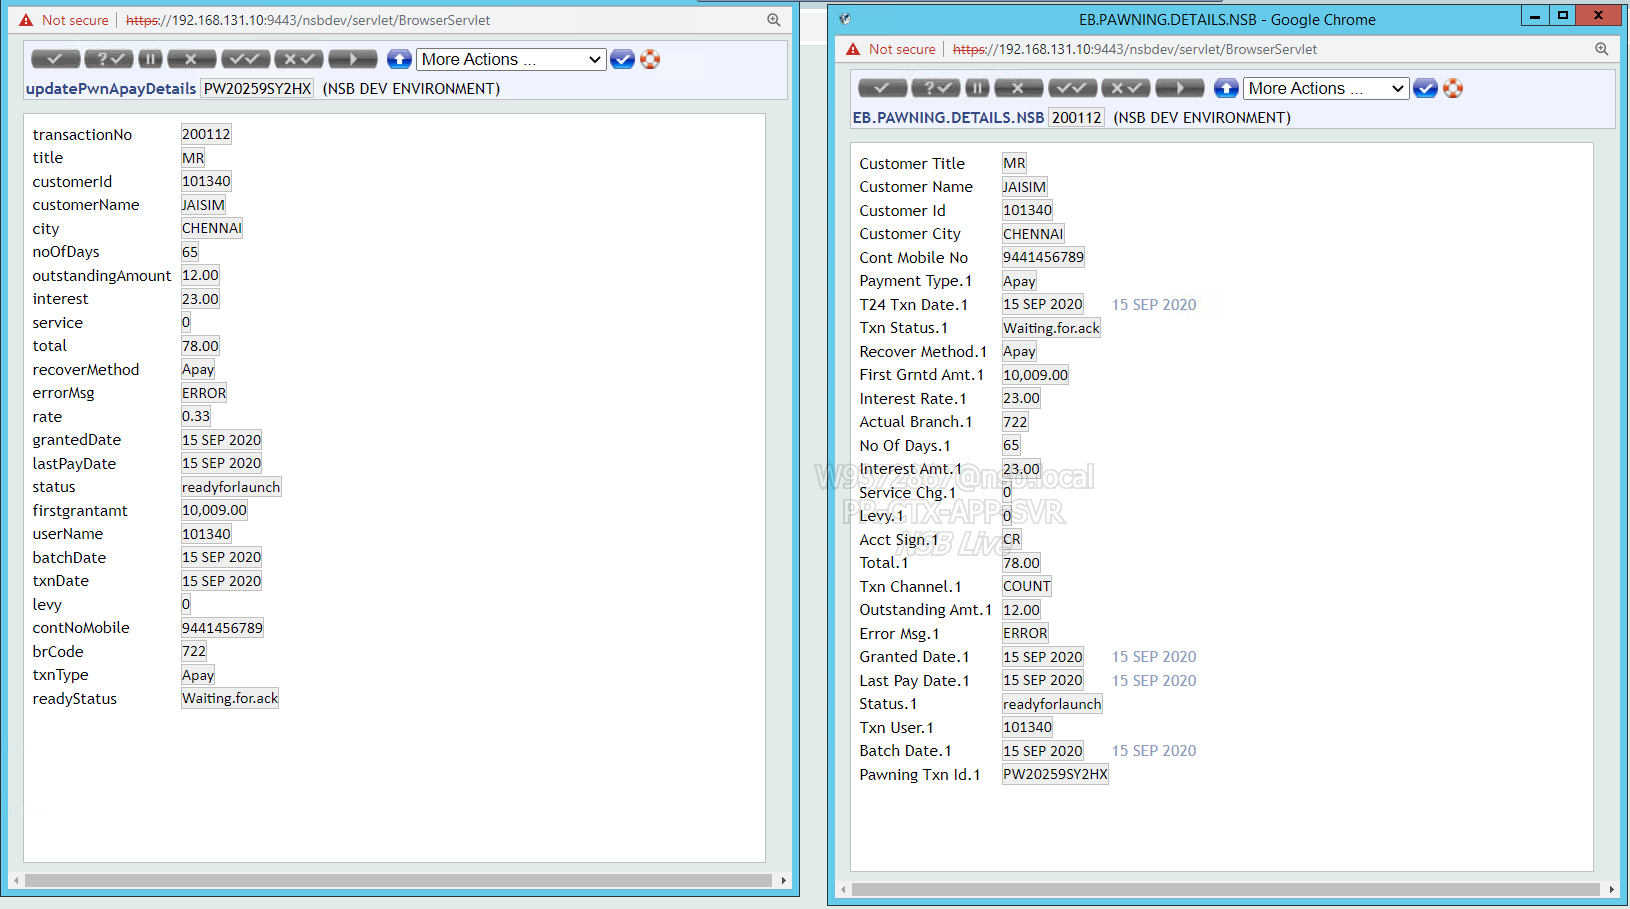 Not secure https://192.168.131.10:9443/nsbdev/servlet/BrowserServlet
More Actions ...
updatePwnApayDetails PW20259SY2HX (NSB DEV ENVIRONMENT)
transactionNo 200112
title MR
customerId 101340
customerName JAISIM
city CHENNAI
noOfDays 65
outstandingAmount 12.00
interest 23.00
service 0
total 78.00
recoverMethod Apay
errorMsg ERROR
rate 0.33
grantedDate 15 SEP 2020
lastPayDate 15 SEP 2020
status readyforlaunch
firstgrantamt 10,009.00
userName 101340
batchDate 15 SEP 2020
txnDate 15 SEP 2020
levy 0
contNoMobile 9441456789
brCode 722
txnType Apay
readyStatus Waiting.for.ack
EB.PAWNING.DETAILS.NSB - Google Chrome
Not secure https://192.168.131.10:9443/nsbdev/servlet/BrowserServlet
More Actions ...
EB.PAWNING.DETAILS.NSB 200112 (NSB DEV ENVIRONMENT)
Customer Title MR
Customer Name JAISIM
Customer Id 101340
Customer City CHENNAI
Cont Mobile No 9441456789
Payment Type.1 Apay
T24 Txn Date.1 15 SEP 2020 15 SEP 2020
Txn Status.1 Waiting.for.ack
Recover Method.1 Apay
First Grntd Amt.1 10,009.00
Interest Rate.1 23.00
Actual Branch.1 722
No Of Days.1 65
Interest Amt.1 23.00
Service Chg.1 0
Levy.1 0
Acct Sign.1 CR
Total.1 78.00
Txn Channel.1 COUNT
Outstanding Amt.1 12.00
Error Msg.1 ERROR
Granted Date.1 15 SEP 2020 15 SEP 2020
Last Pay Date.1 15 SEP 2020 15 SEP 2020
Status.1 readyforlaunch
Txn User.1 101340
Batch Date.1 15 SEP 2020 15 SEP 2020
Pawning Txn Id.1 PW20259SY2HX
PR-CTX-APP-SVR
NSB Live